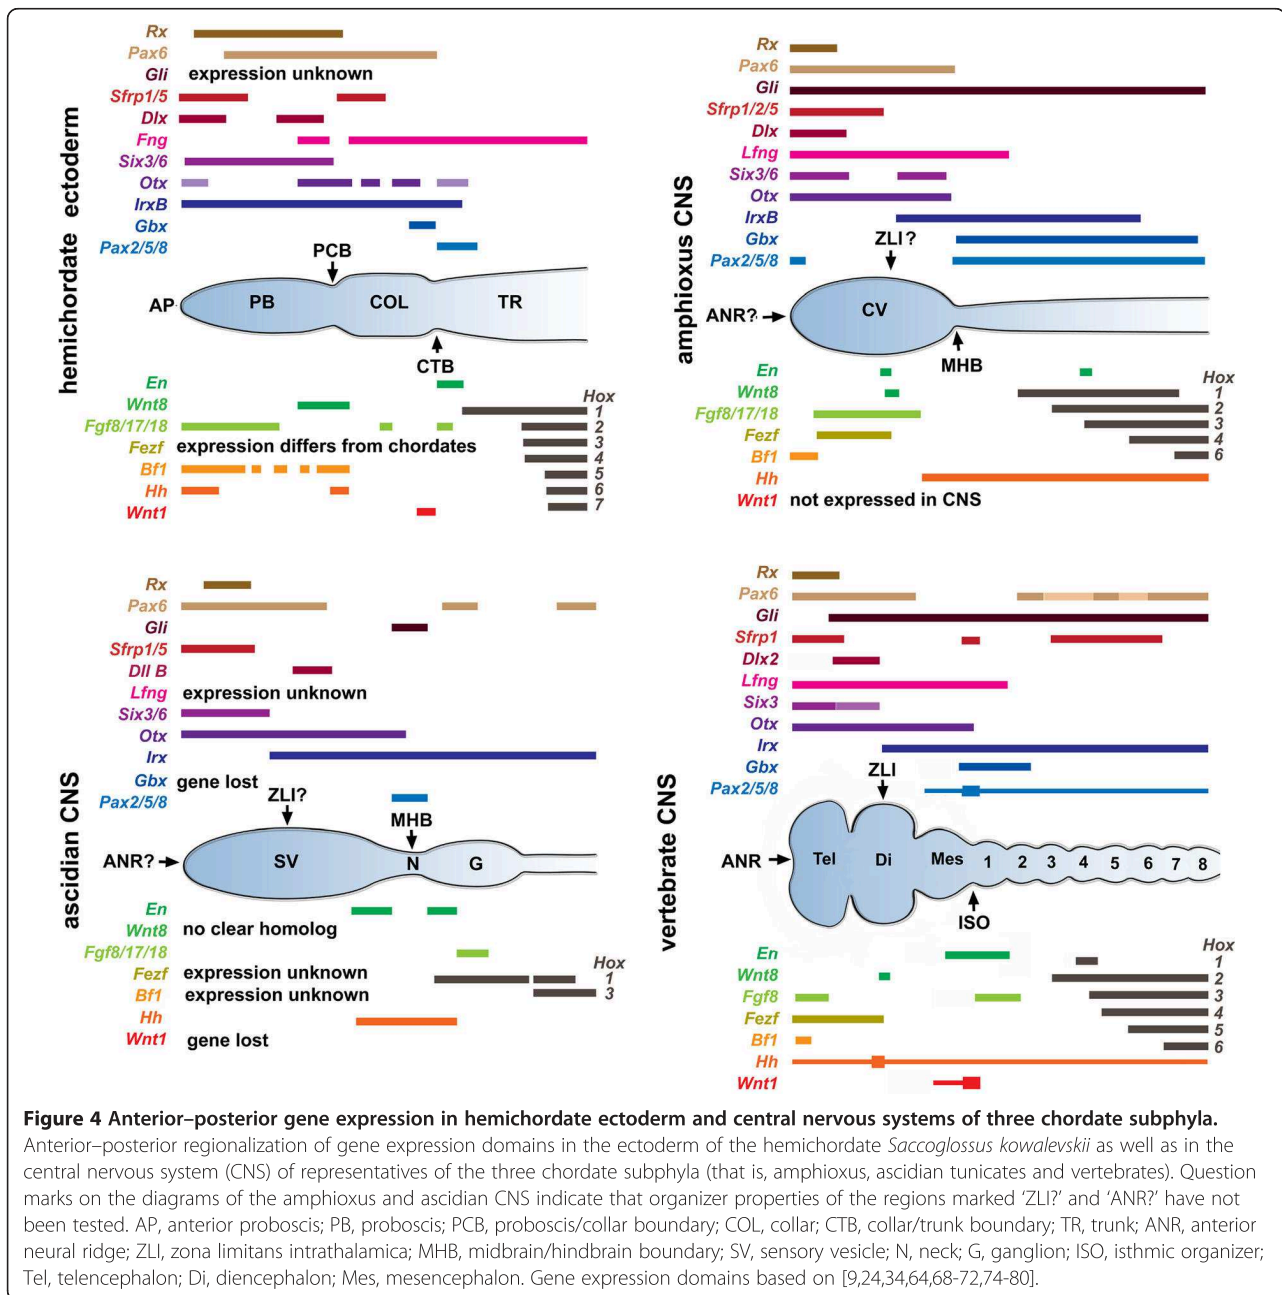 hemichordate ectoderm
Rx
Pax6
Gli expression unknown
Sfrp1/5
Dlx
Fng
Six3/6
Otx
IrxB
Gbx
Pax2/5/8
PCB
AP PB COL TR
CTB
En
Wnt8
Fgf8/17/18
Fezf expression differs from chordates
Bf1
Hh
Wnt1
Hox
1
2
3
4
5
6
7
amphioxus CNS
Rx
Pax6
Gli
Sfrp1/2/5
Dlx
Lfng
Six3/6
Otx
IrxB
Gbx
Pax2/5/8
ZLI?
ANR? CV
MHB
En
Wnt8
Fgf8/17/18
Fezf
Bf1
Hh
Wnt1 not expressed in CNS
Hox
1
2
3
4
6
ascidian CNS
Rx
Pax6
Gli
Sfrp1/5
Dll B
Lfng expression unknown
Six3/6
Otx
Irx
Gbx gene lost
Pax2/5/8
ZLI?
MHB
ANR? SV N G
En
Wnt8 no clear homolog
Fgf8/17/18
Fezf expression unknown
Bf1 expression unknown
Hh
Wnt1 gene lost
Hox
1
3
vertebrate CNS
Rx
Pax6
Gli
Sfrp1
Dlx2
Lfng
Six3
Otx
Irx
Gbx
Pax2/5/8
ZLI
ANR Tel Di Mes 1 2 3 4 5 6 7 8
ISO
En
Wnt8
Fgf8
Fezf
Bf1
Hh
Wnt1
Hox
1
2
3
4
5
6
Figure 4 Anterior–posterior gene expression in hemichordate ectoderm and central nervous systems of three chordate subphyla.
Anterior–posterior regionalization of gene expression domains in the ectoderm of the hemichordate Saccoglossus kowalevskii as well as in the
central nervous system (CNS) of representatives of the three chordate subphyla (that is, amphioxus, ascidian tunicates and vertebrates). Question
marks on the diagrams of the amphioxus and ascidian CNS indicate that organizer properties of the regions marked ‘ZLI?’ and ‘ANR?’ have not
been tested. AP, anterior proboscis; PB, proboscis; PCB, proboscis/collar boundary; COL, collar; CTB, collar/trunk boundary; TR, trunk; ANR, anterior
neural ridge; ZLI, zona limitans intrathalamica; MHB, midbrain/hindbrain boundary; SV, sensory vesicle; N, neck; G, ganglion; ISO, isthmic organizer;
Tel, telencephalon; Di, diencephalon; Mes, mesencephalon. Gene expression domains based on [9,24,34,64,68-72,74-80].